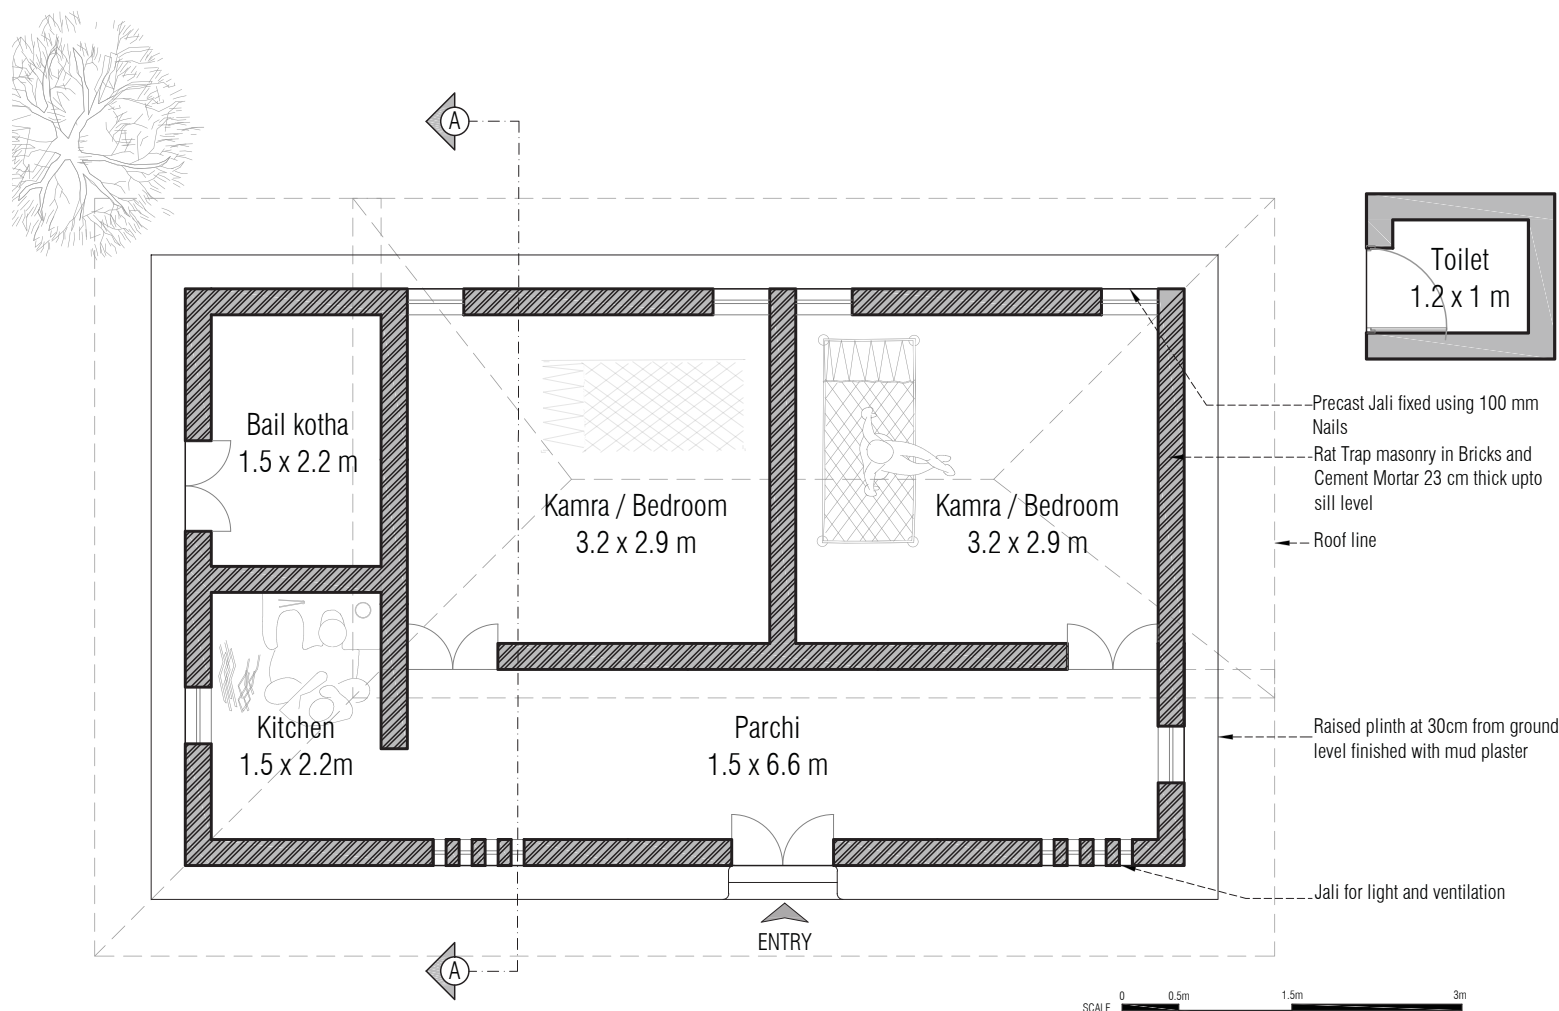 A
Toilet
1.2 x 1 m
Precast Jali fixed using 100 mm
Nails
Bail kotha
1.5 x 2.2 m
Rat Trap masonry in Bricks and
Cement Mortar 23 cm thick upto
sill level
Kamra / Bedroom
3.2 x 2.9 m
Kamra / Bedroom
3.2 x 2.9 m
Roof line
Kitchen
1.5 x 2.2m
Parchi
1.5 x 6.6 m
Raised plinth at 30cm from ground
level finished with mud plaster
Jali for light and ventilation
ENTRY
A
SCALE
0
0.5m
1.5m
3m